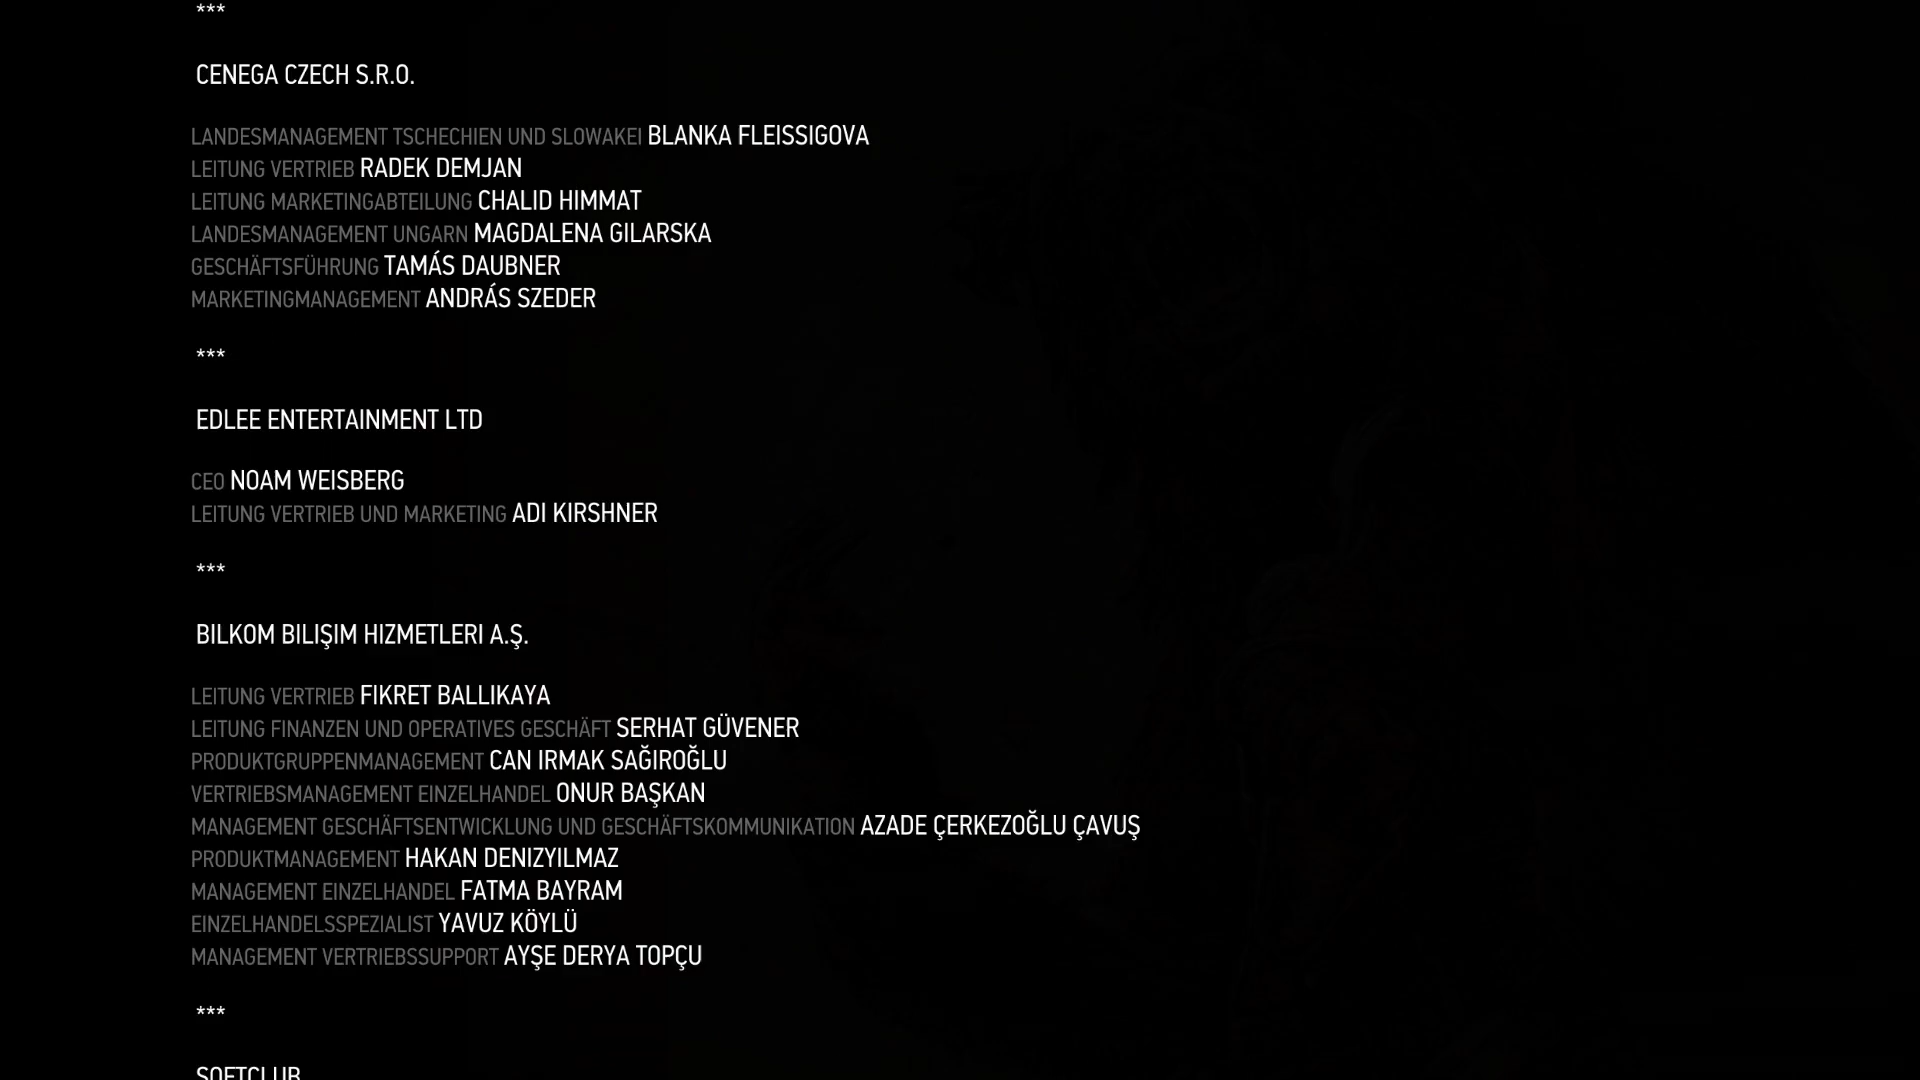 ***
CENEGA CZECH S.R.O.
LANDESMANAGEMENT TSCHECHIEN UND SLOWAKEI BLANKA FLEISSIGOVA
LEITUNG VERTRIEB RADEK DEMJAN
LEITUNG MARKETINGABTEILUNG CHALID HIMMAT
LANDESMANAGEMENT UNGARN MAGDALENA GILARSKA
GESCHÄFTSFÜHRUNG TAMÁS DAUBNER
MARKETINGMANAGEMENT ANDRÁS SZEDER
***
EDLEE ENTERTAINMENT LTD
CEO NOAM WEISBERG
LEITUNG VERTRIEB UND MARKETING ADI KIRSHNER
***
BILKOM BILIŞIM HIZMETLERI A.Ş.
LEITUNG VERTRIEB FIKRET BALLIKAYA
LEITUNG FINANZEN UND OPERATIVES GESCHÄFT SERHAT GÜVENER
PRODUKTGRUPPENMANAGEMENT CAN IRMAK SAĞIROĞLU
VERTRIEBSMANAGEMENT EINZELHANDEL ONUR BAŞKAN
MANAGEMENT GESCHÄFTSENTWICKLUNG UND GESCHÄFTSKOMMUNIKATION AZADE ÇERKEZOĞLU ÇAVUŞ
PRODUKTMANAGEMENT HAKAN DENIZYILMAZ
MANAGEMENT EINZELHANDEL FATMA BAYRAM
EINZELHANDELSSPEZIALIST YAVUZ KÖYLÜ
MANAGEMENT VERTRIEBSSUPPORT AYŞE DERYA TOPÇU
***
SOFTCLUB